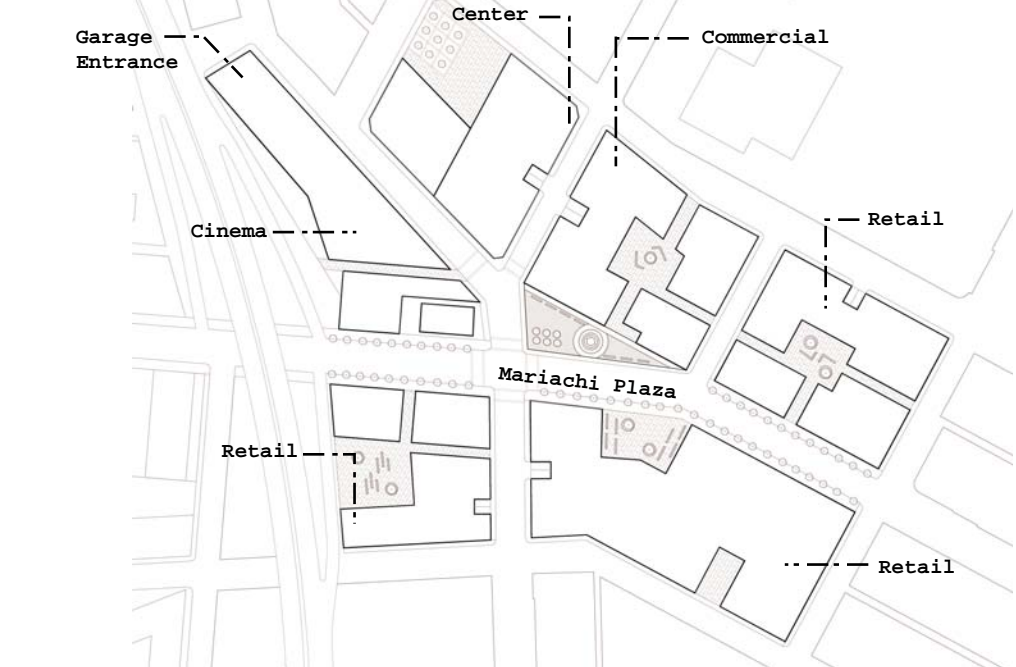 Center
Garage
Entrance
Commercial
Retail
Cinema
Mariachi Plaza
Retail
Retail